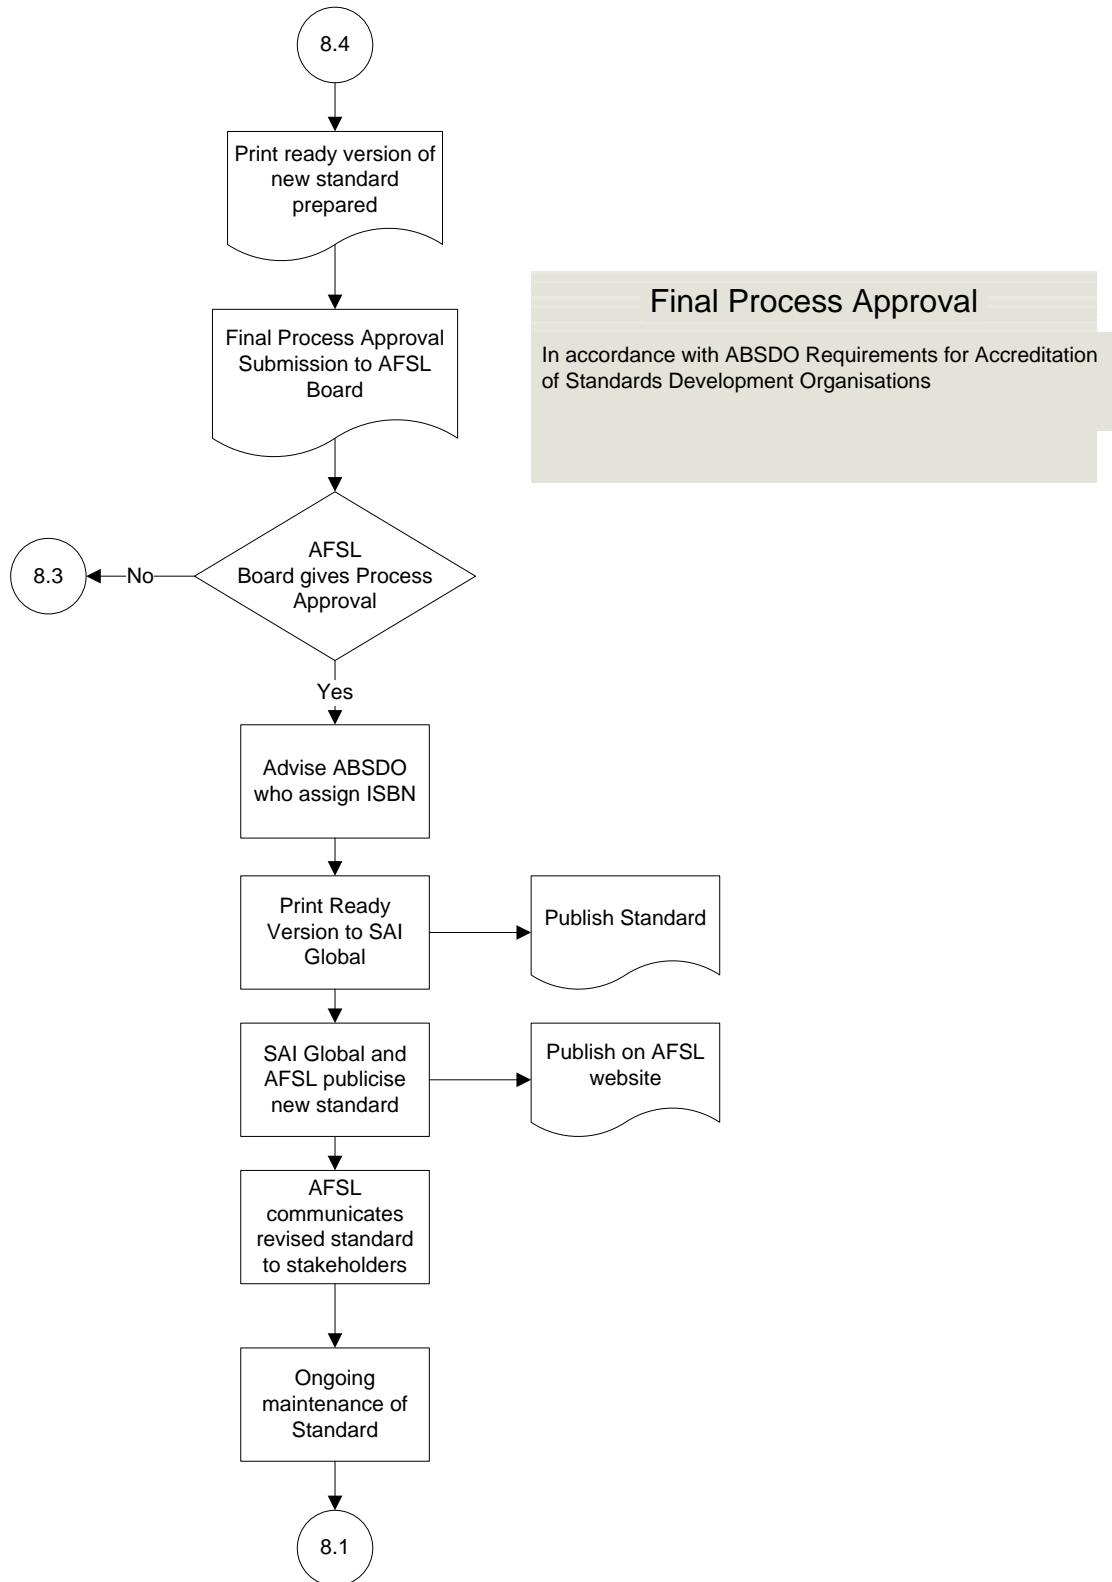 8.4
Print ready version of
new standard
prepared
Final Process Approval
In accordance with ABSDO Requirements for Accreditation
of Standards Development Organisations
Final Process Approval
Submission to AFSL
Board
AFSL
Board gives Process
Approval
No
8.3
Yes
Advise ABSDO
who assign ISBN
Print Ready
Version to SAI
Global
Publish Standard
SAI Global and
AFSL publicise
new standard
Publish on AFSL
website
AFSL
communicates
revised standard
to stakeholders
Ongoing
maintenance of
Standard
8.1